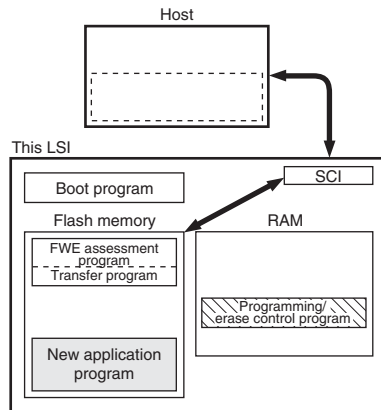 Host
This LSI
SCI
Boot program
Flash memory
RAM
FWE assessment
program
Transfer program
Programming/
erase control program
New application
program